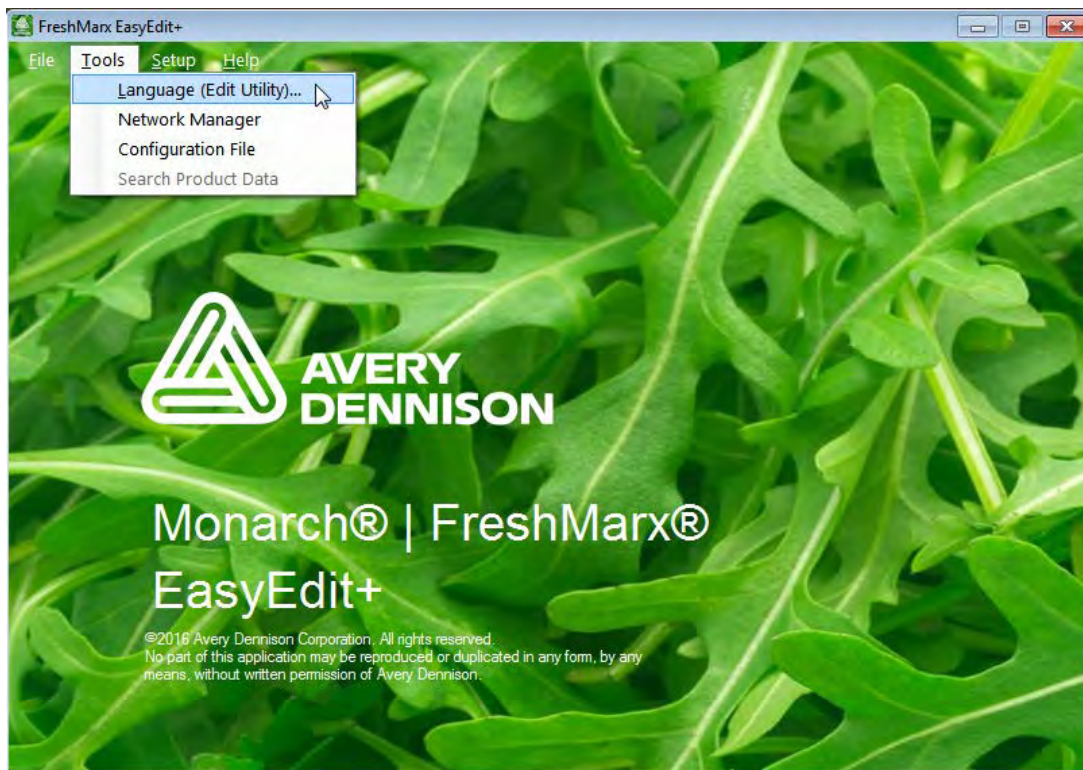 FreshMarx EasyEdit+
File Tools Setup Help
Language (Edit Utility)...
Network Manager
Configuration File
Search Product Data
AVERY
DENNISON
Monarch® | FreshMarx®
EasyEdit+
©2016 Avery Dennison Corporation. All rights reserved.
No part of this application may be reproduced or duplicated in any form, by any
means, without written permission of Avery Dennison.